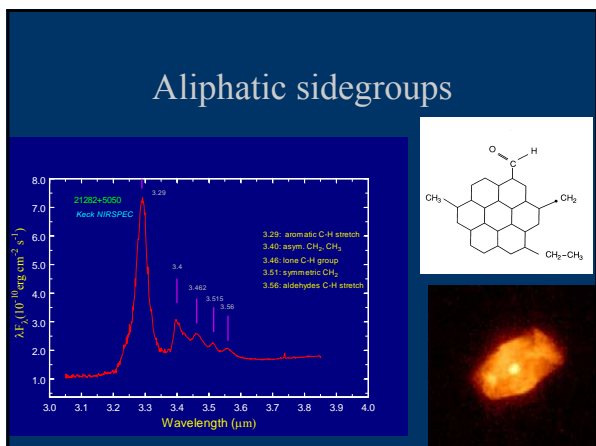 Aliphatic sidegroups
8.0
7.0
6.0
5.0
4.0
3.0
2.0
1.0
λFλ(10⁻¹⁰erg cm⁻² s⁻¹)
21282+5050
Keck NIRSPEC
3.29
3.4
3.462
3.515
3.56
3.29: aromatic C-H stretch
3.40: asym. CH₂, CH₃
3.46: lone C-H group
3.51: symmetric CH₂
3.56: aldehydes C-H stretch
3.0 3.1 3.2 3.3 3.4 3.5 3.6 3.7 3.8 3.9 4.0
Wavelength (μm)
O H
C
CH₃
CH₂
CH₂–CH₃